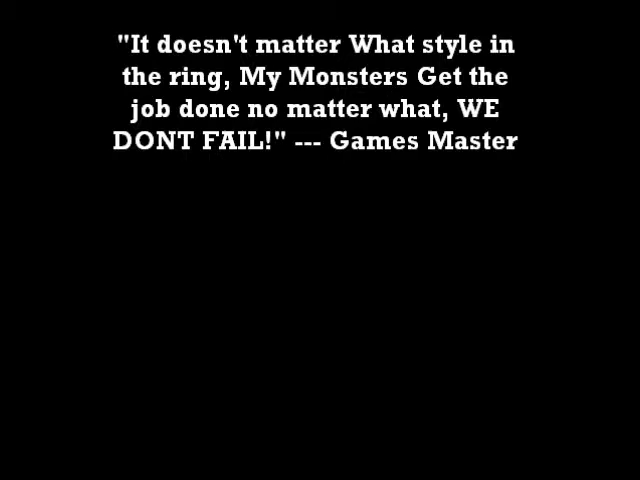 "It doesn't matter What style in
the ring, My Monsters Get the
job done no matter what, WE
DONT FAIL!" --- Games Master